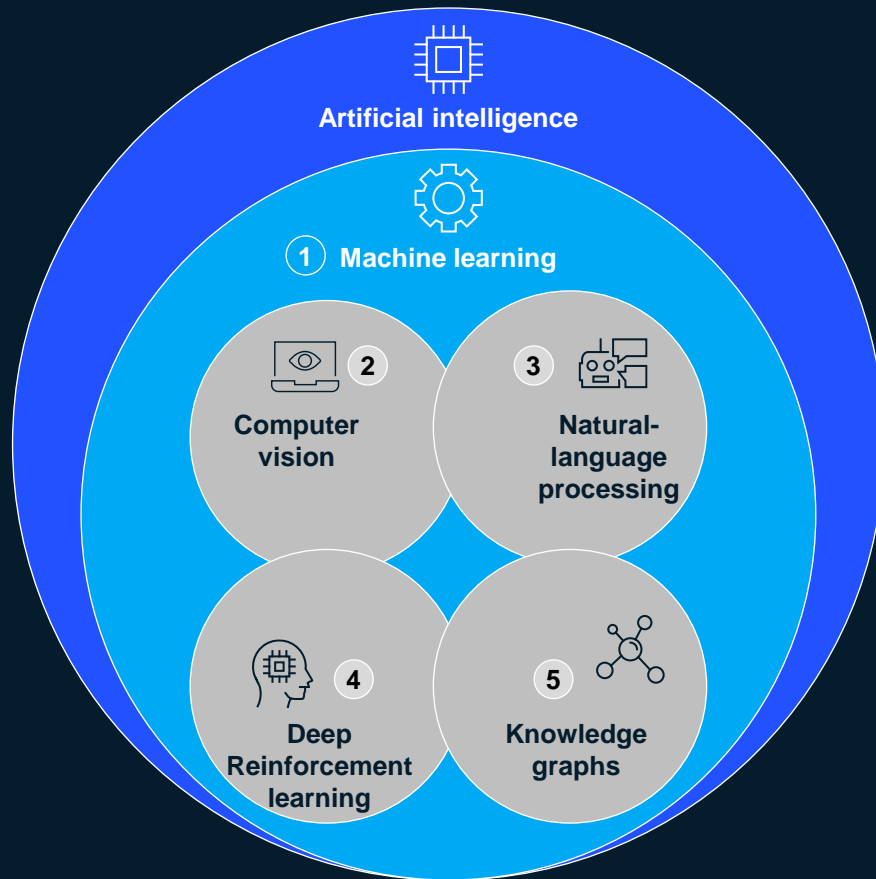 Artificial intelligence
1 Machine learning
2
Computer
vision
3
Natural-
language
processing
4
Deep
Reinforcement
learning
5
Knowledge
graphs